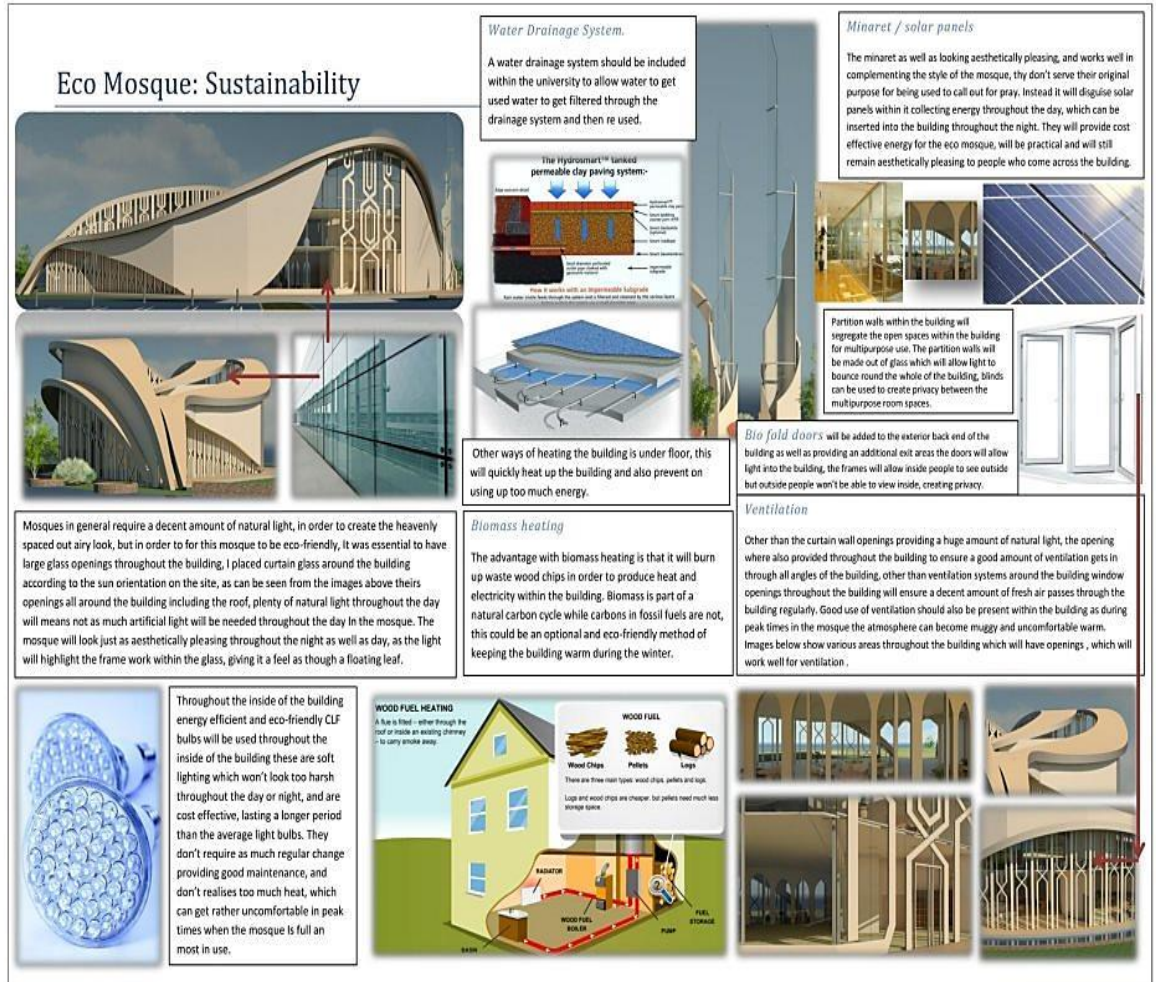 Eco Mosque: Sustainability
Water Drainage System.
A water drainage system should be included
within the university to allow water to get
used water to get filtered through the
drainage system and then re used.
Minaret / solar panels
The minaret as well as looking aesthetically pleasing, and works well in
complementing the style of the mosque, thy don't serve their original
purpose for being used to call out for pray. Instead it will disguise solar
panels within it collecting energy throughout the day, which can be
inserted into the building throughout the night. They will provide cost
effective energy for the eco mosque, will be practical and will still
remain aesthetically pleasing to people who come across the building.
The Hydrosmart™ tanked
permeable clay paving system:-
How it works with an Impermeable Subgrade
Partition walls within the building will
segregate the open spaces within the building
for multipurpose use. The partition walls will
be made out of glass which will allow light to
bounce round the whole of the building, blinds
can be used to create privacy between the
multipurpose room spaces.
Other ways of heating the building is under floor, this
will quickly heat up the building and also prevent on
using up too much energy.
Bio fold doors will be added to the exterior back end of the
building as well as providing an additional exit areas the doors will allow
light into the building, the frames will allow inside people to see outside
but outside people won't be able to view inside, creating privacy.
Mosques in general require a decent amount of natural light, in order to create the heavenly
spaced out airy look, but in order to for this mosque to be eco-friendly, It was essential to have
large glass openings throughout the building, I placed curtain glass around the building
according to the sun orientation on the site, as can be seen from the images above theirs
openings all around the building including the roof, plenty of natural light throughout the day
will means not as much artificial light will be needed throughout the day In the mosque. The
mosque will look just as aesthetically pleasing throughout the night as well as day, as the light
will highlight the frame work within the glass, giving it a feel as though a floating leaf.
Biomass heating
The advantage with biomass heating is that it will burn
up waste wood chips in order to produce heat and
electricity within the building. Biomass is part of a
natural carbon cycle while carbons in fossil fuels are not,
this could be an optional and eco-friendly method of
keeping the building warm during the winter.
Ventilation
Other than the curtain wall openings providing a huge amount of natural light, the opening
where also provided throughout the building to ensure a good amount of ventilation gets in
through all angles of the building, other than ventilation systems around the building window
openings throughout the building will ensure a decent amount of fresh air passes through the
building regularly. Good use of ventilation should also be present within the building as during
peak times in the mosque the atmosphere can become muggy and uncomfortable warm.
Images below show various areas throughout the building which will have openings , which will
work well for ventilation .
Throughout the inside of the building
energy efficient and eco-friendly CLF
bulbs will be used throughout the
inside of the building these are soft
lighting which won't look too harsh
throughout the day or night, and are
cost effective, lasting a longer period
than the average light bulbs. They
don't require as much regular change
providing good maintenance, and
don't realises too much heat, which
can get rather uncomfortable in peak
times when the mosque Is full an
most in use.
WOOD FUEL HEATING
A flue is fitted – either through the
roof or inside an existing chimney
– to carry smoke away.
WOOD FUEL
Wood Chips
Pellets
Logs
There are three main types: wood chips, pellets and logs.
Logs and wood chips are cheaper, but pellets need much less
storage space.
RADIATOR
WOOD FUEL
BOILER
BASIN
PUMP
FUEL
STORAGE